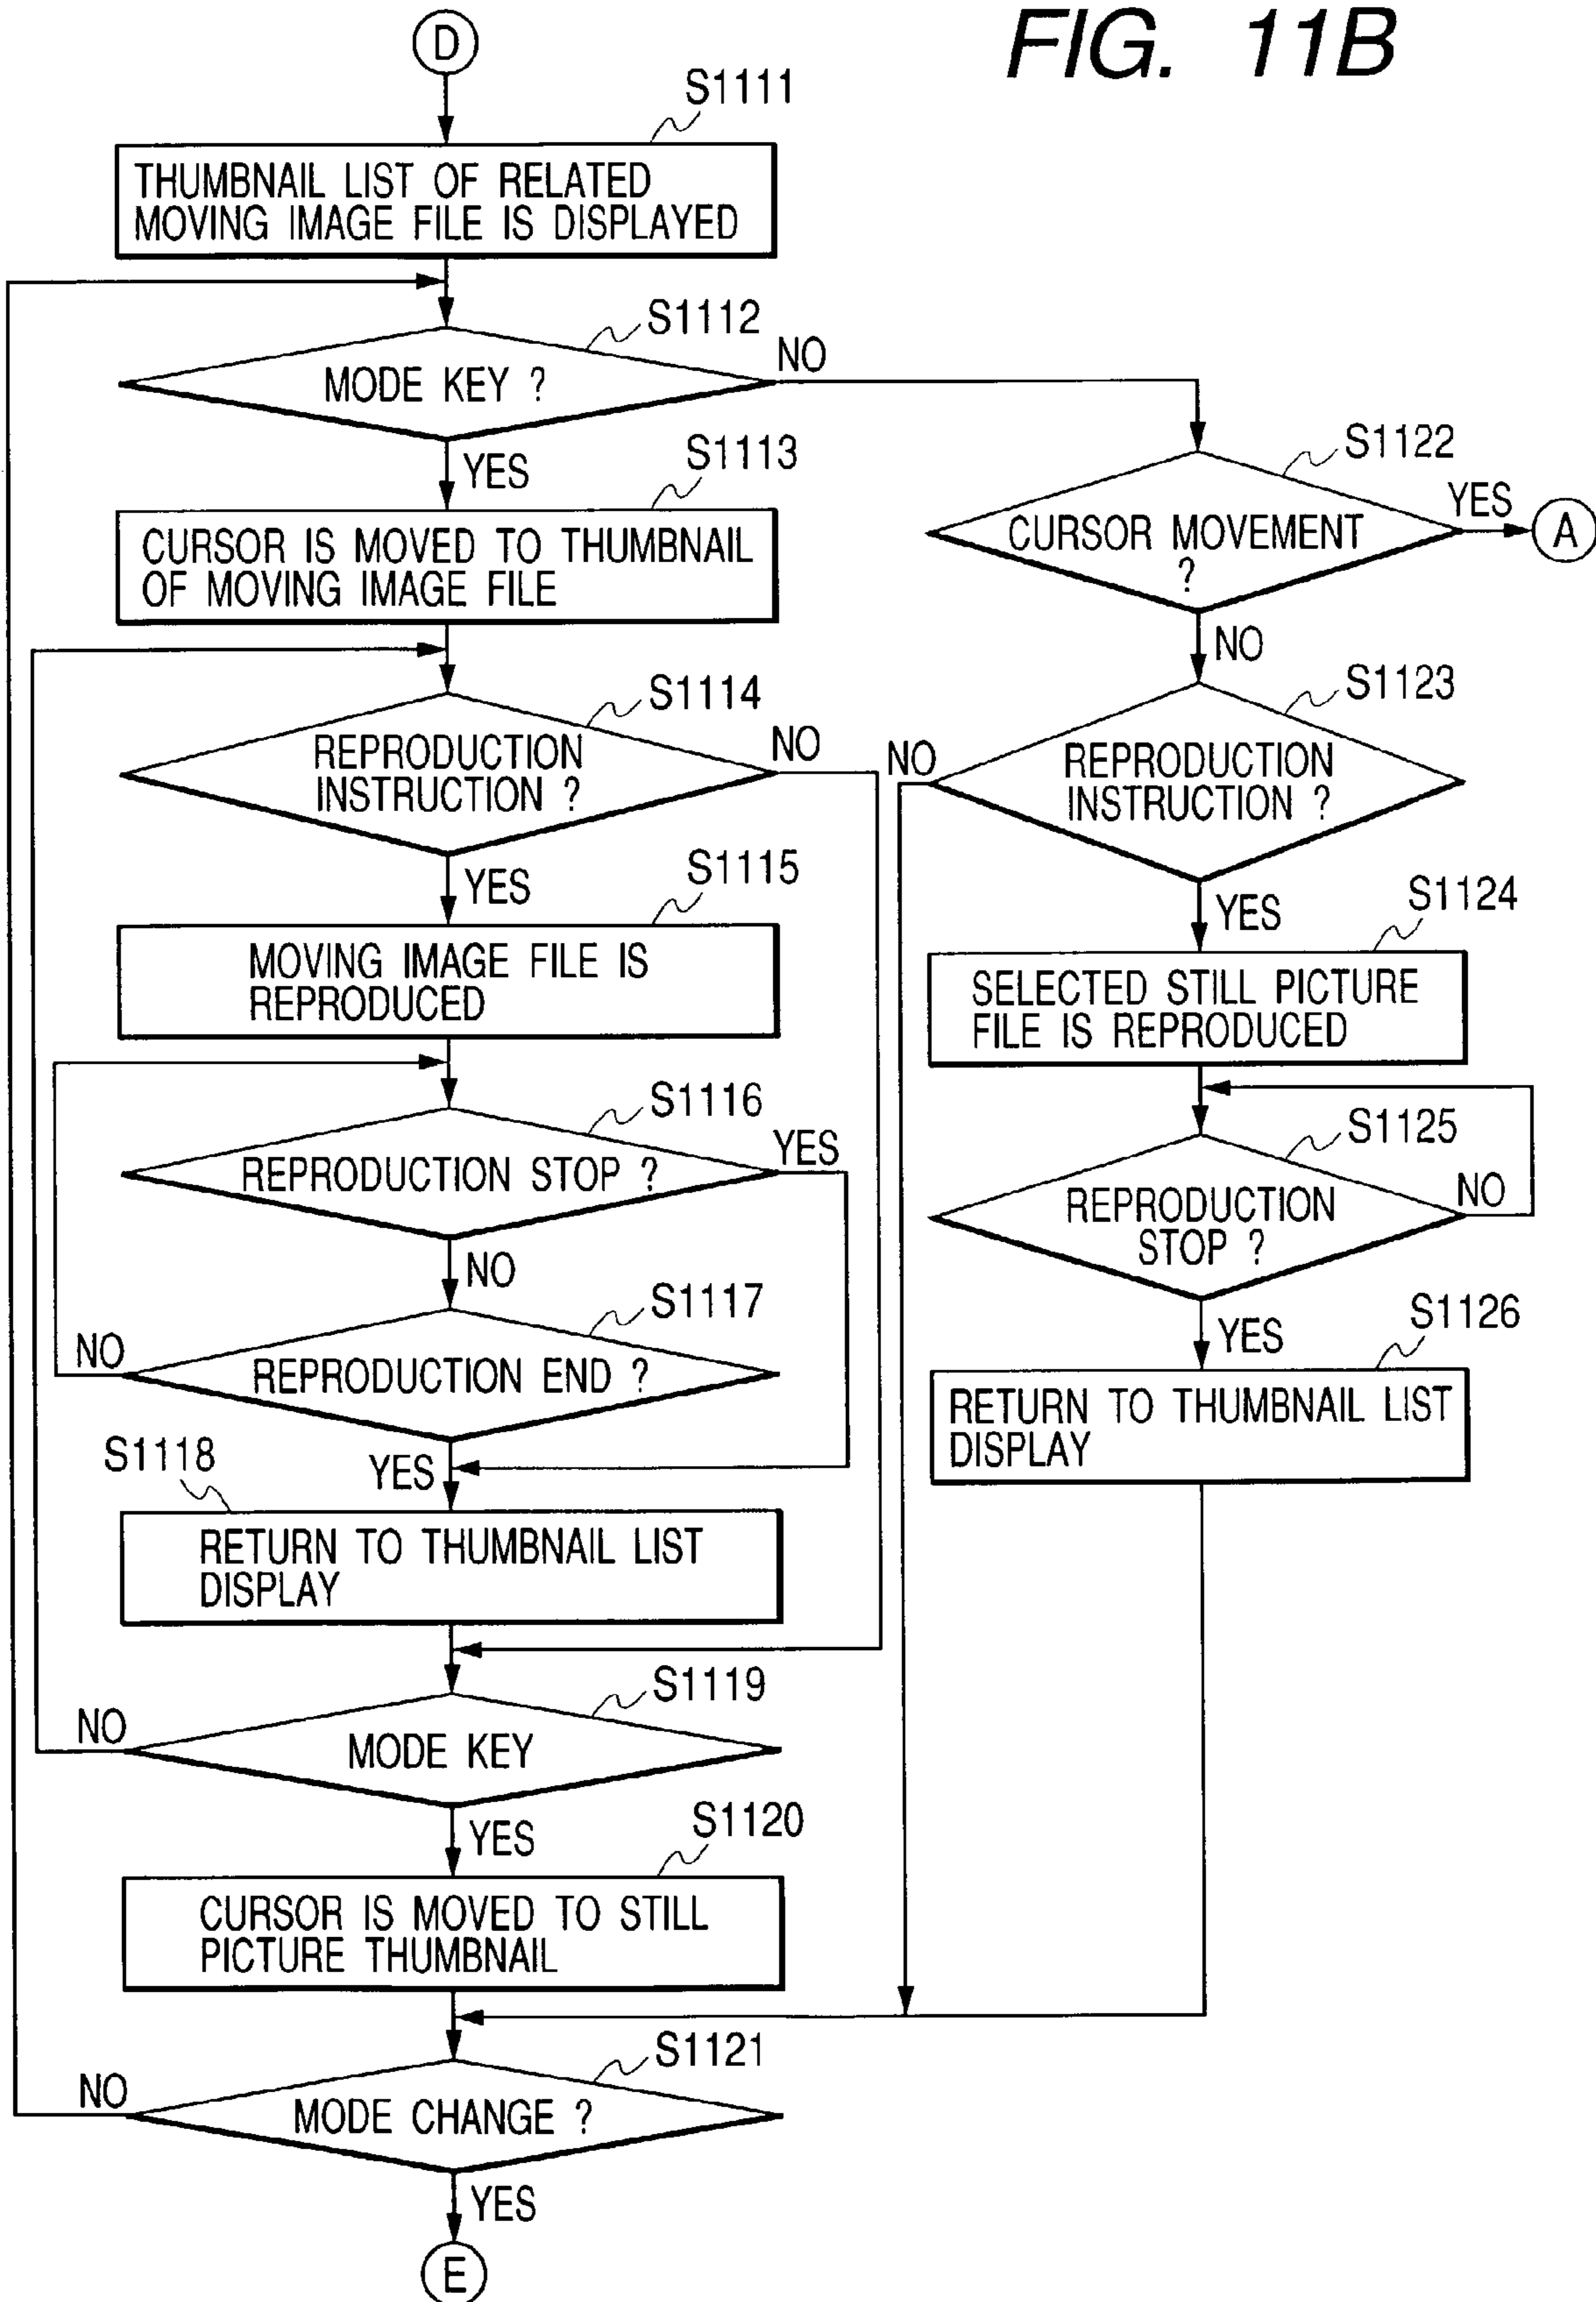 FIG. 11B
D
S1111
THUMBNAIL LIST OF RELATED
MOVING IMAGE FILE IS DISPLAYED
S1112
MODE KEY ?
NO
YES
S1113
CURSOR IS MOVED TO THUMBNAIL
OF MOVING IMAGE FILE
S1114
REPRODUCTION
INSTRUCTION ?
NO
YES
S1115
MOVING IMAGE FILE IS
REPRODUCED
S1116
REPRODUCTION STOP ?
YES
NO
S1117
REPRODUCTION END ?
NO
YES
S1118
RETURN TO THUMBNAIL LIST
DISPLAY
S1119
MODE KEY
NO
YES
S1120
CURSOR IS MOVED TO STILL
PICTURE THUMBNAIL
S1121
MODE CHANGE ?
NO
YES
E
S1122
CURSOR MOVEMENT
?
YES
A
NO
S1123
REPRODUCTION
INSTRUCTION ?
NO
YES
S1124
SELECTED STILL PICTURE
FILE IS REPRODUCED
S1125
REPRODUCTION
STOP ?
NO
YES
S1126
RETURN TO THUMBNAIL LIST
DISPLAY